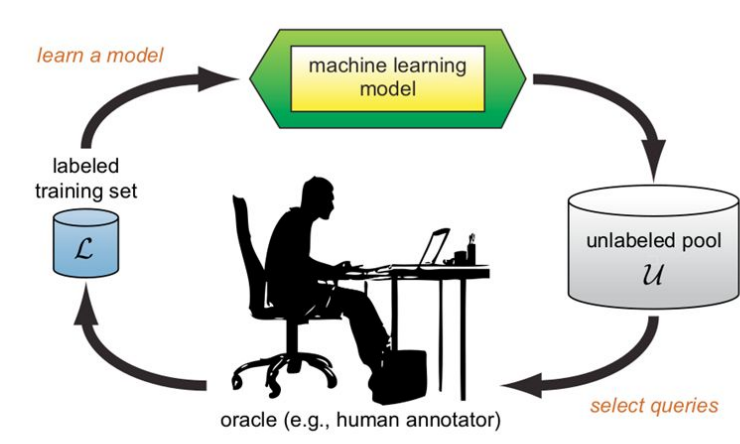 learn a model
machine learning
model
labeled
training set
ℒ
unlabeled pool
𝒰
oracle (e.g., human annotator)
select queries